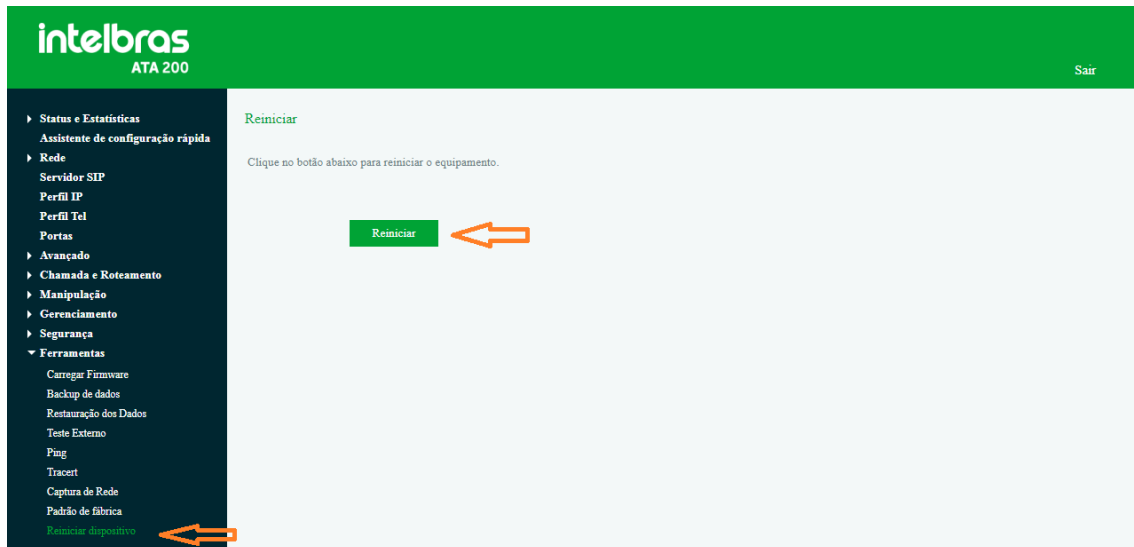 intelbras
ATA 200
Sair
Status e Estatísticas
Assistente de configuração rápida
Rede
Servidor SIP
Perfil IP
Perfil Tel
Portas
Avançado
Chamada e Roteamento
Manipulação
Gerenciamento
Segurança
Ferramentas
Carregar Firmware
Backup de dados
Restauração dos Dados
Teste Externo
Ping
Tracert
Captura de Rede
Padrão de fábrica
Reiniciar dispositivo
Reiniciar
Clique no botão abaixo para reiniciar o equipamento.
Reiniciar